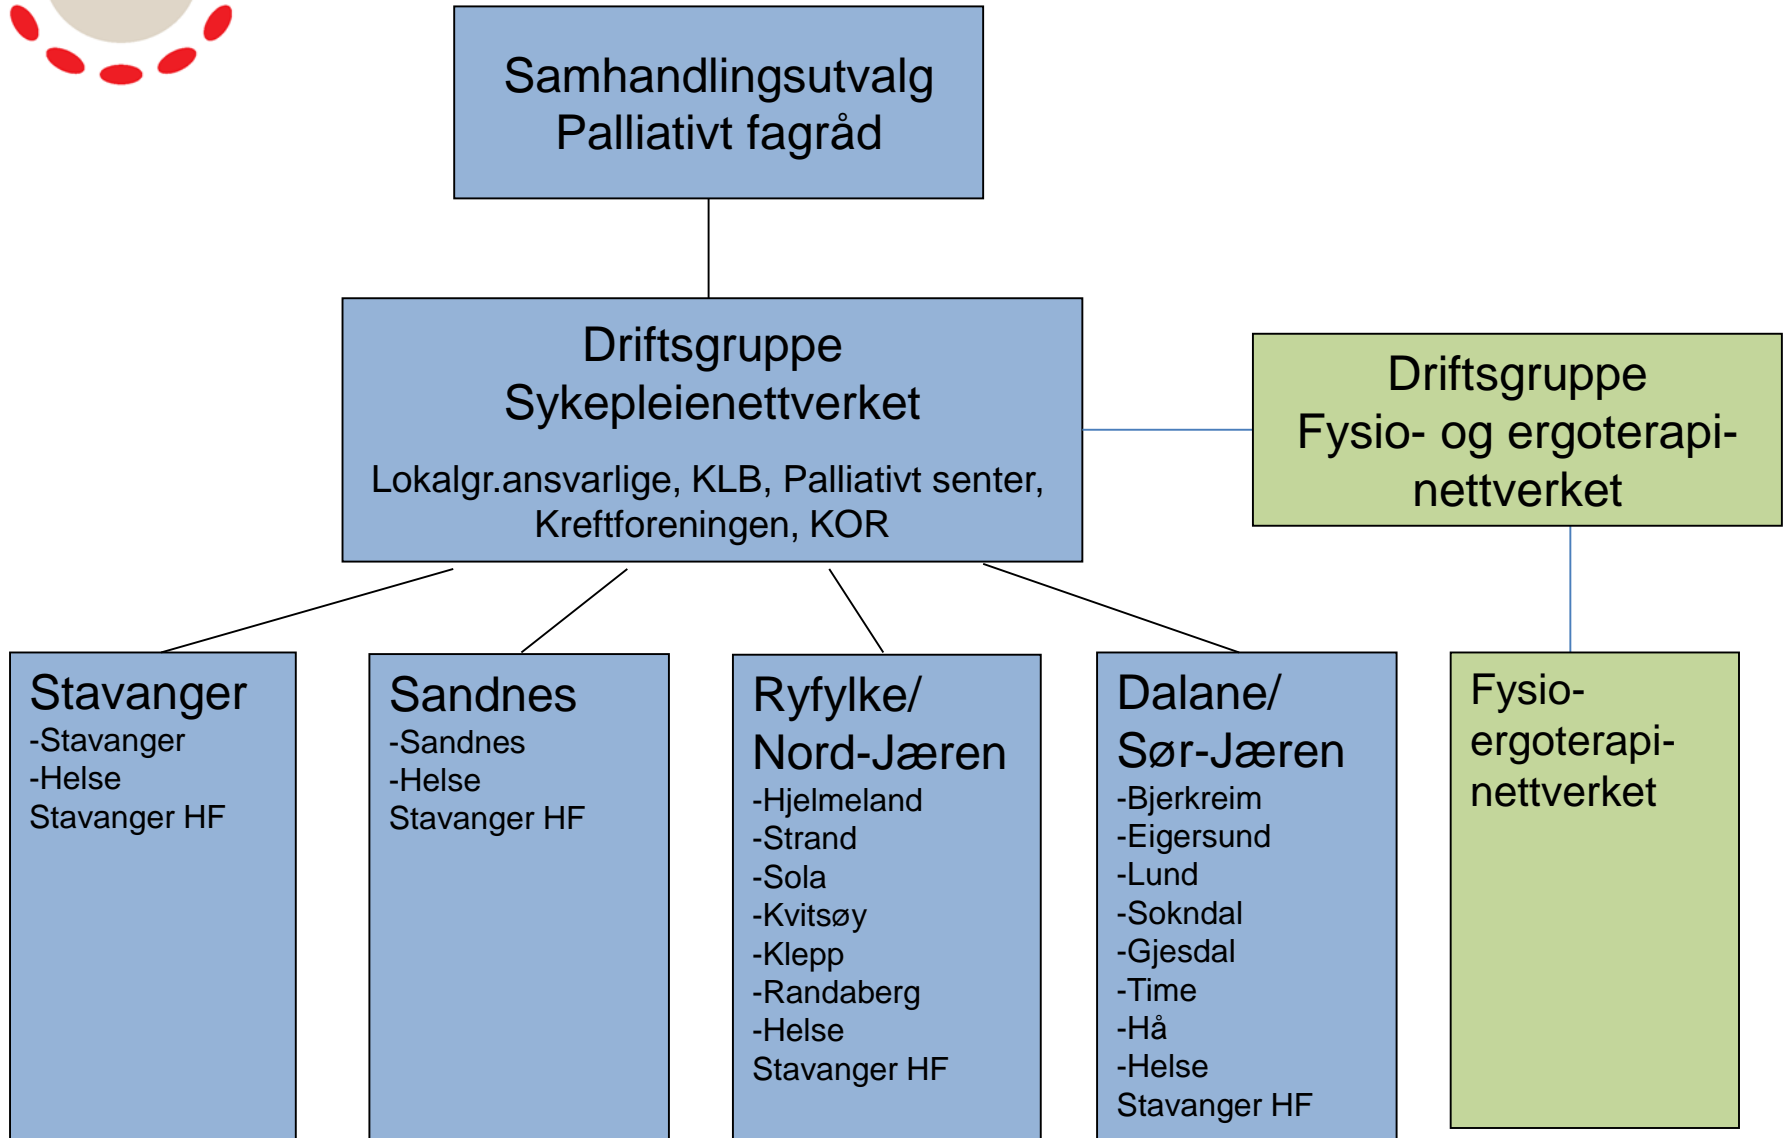 Samhandlingsutvalg
Palliativt fagråd
Driftsgruppe
Sykepleienettverket
Lokalgr.ansvarlige, KLB, Palliativt senter,
Kreftforeningen, KOR
Driftsgruppe
Fysio- og ergoterapi-
nettverket
Stavanger
-Stavanger
-Helse
Stavanger HF
Sandnes
-Sandnes
-Helse
Stavanger HF
Ryfylke/
Nord-Jæren
-Hjelmeland
-Strand
-Sola
-Kvitsøy
-Klepp
-Randaberg
-Helse
Stavanger HF
Dalane/
Sør-Jæren
-Bjerkreim
-Eigersund
-Lund
-Sokndal
-Gjesdal
-Time
-Hå
-Helse
Stavanger HF
Fysio-
ergoterapi-
nettverket